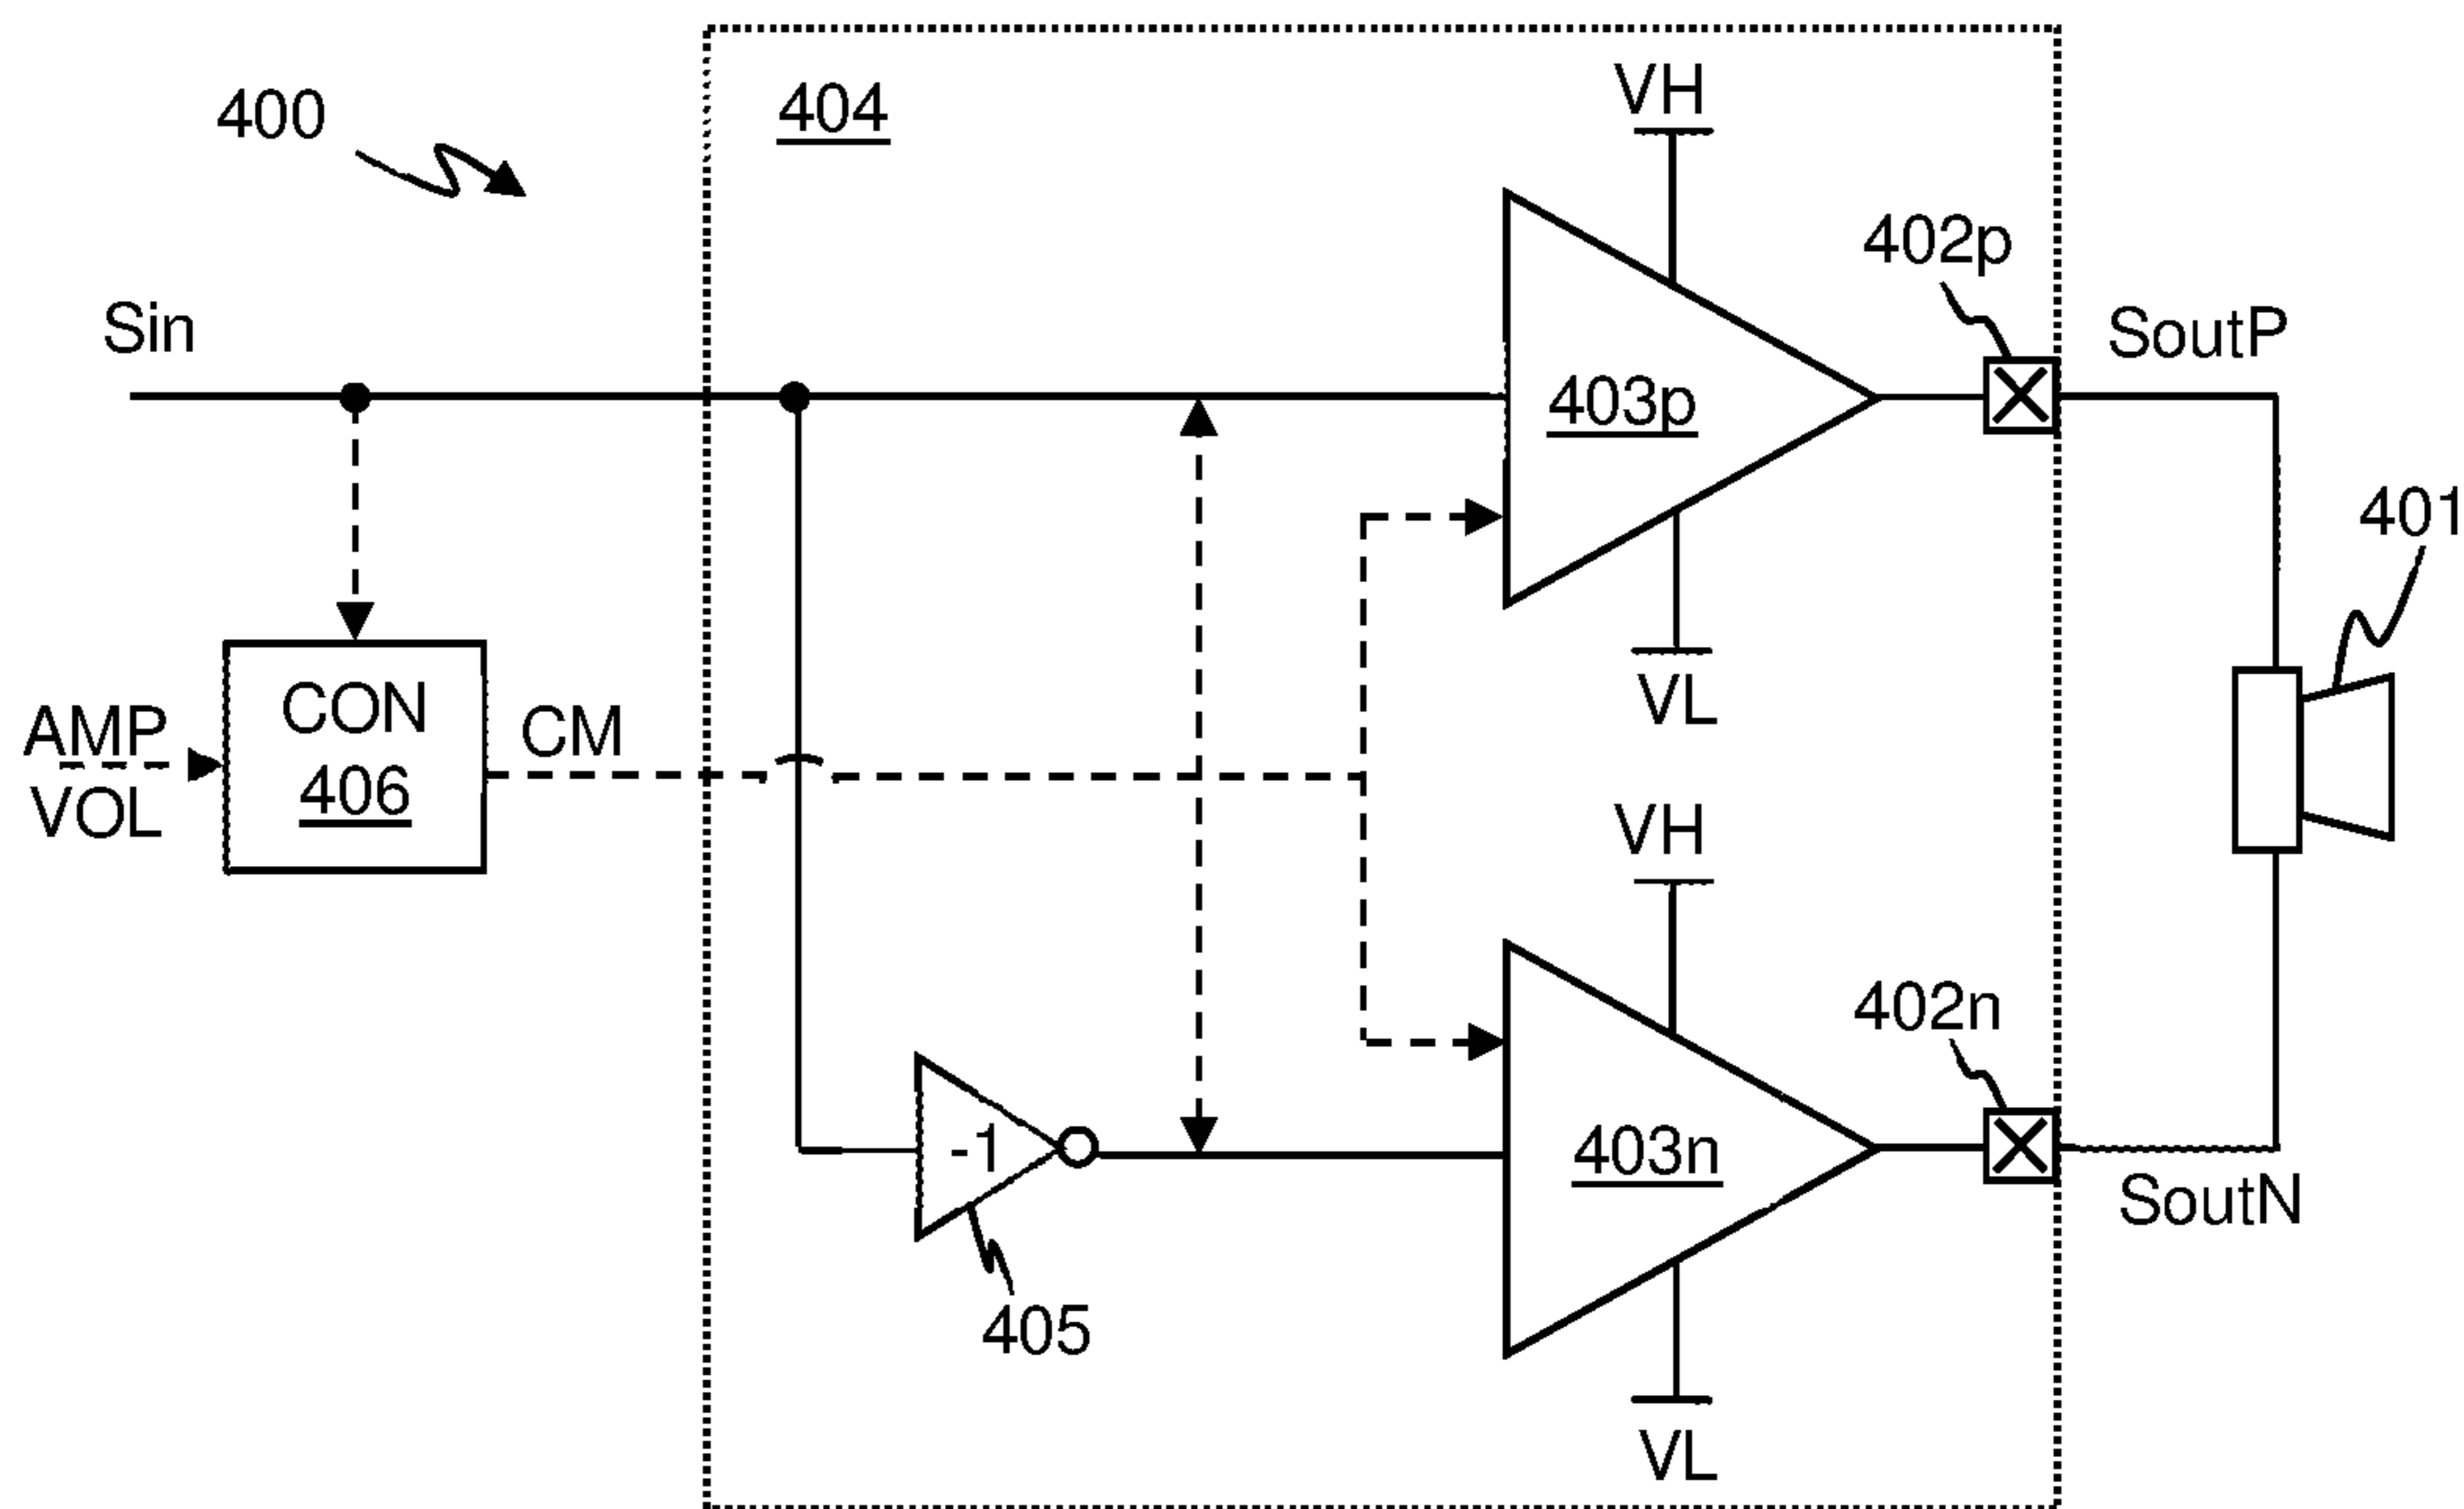 400
404
VH
402p
Sin
SoutP
403p
401
VL
CON
406
AMP
VOL
CM
VH
402n
-1
403n
SoutN
405
VL